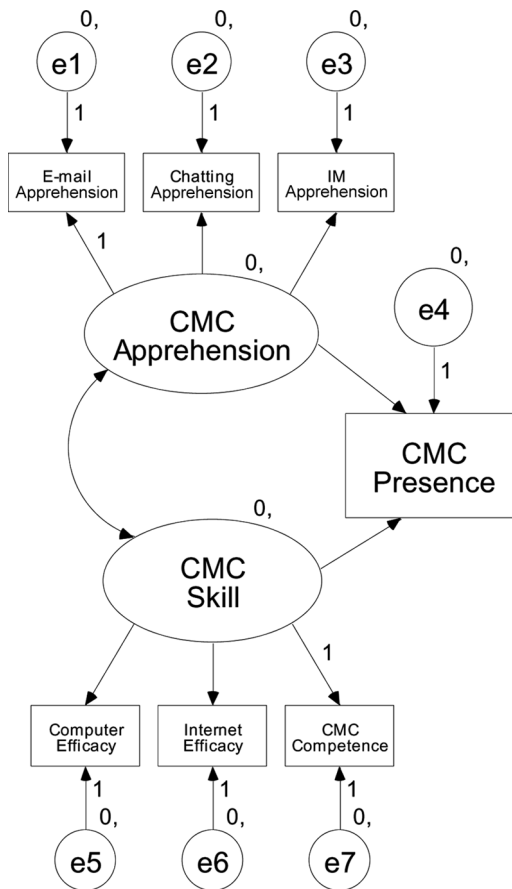 0, 0, 0,
e1 e2 e3
1 1 1
E-mail Apprehension
Chatting Apprehension
IM Apprehension
1
0,
CMC
Apprehension
0,
e4
1
CMC
Presence
0,
CMC
Skill
1
Computer Efficacy
Internet Efficacy
CMC Competence
1 1 1
0, 0, 0,
e5 e6 e7